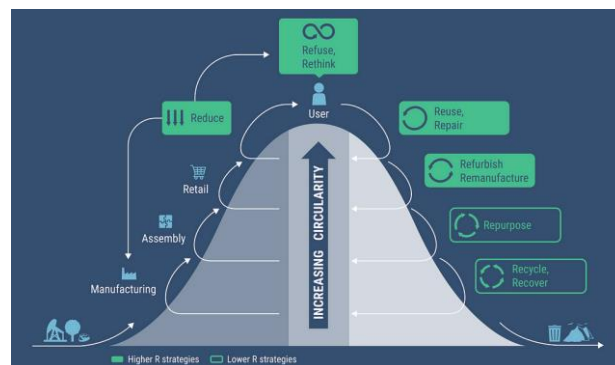 Refuse,
Rethink
User
Reduce
Reuse,
Repair
Refurbish
Remanufacture
Retail
Repurpose
Assembly
Recycle,
Recover
Manufacturing
INCREASING CIRCULARITY
Higher R strategies
Lower R strategies